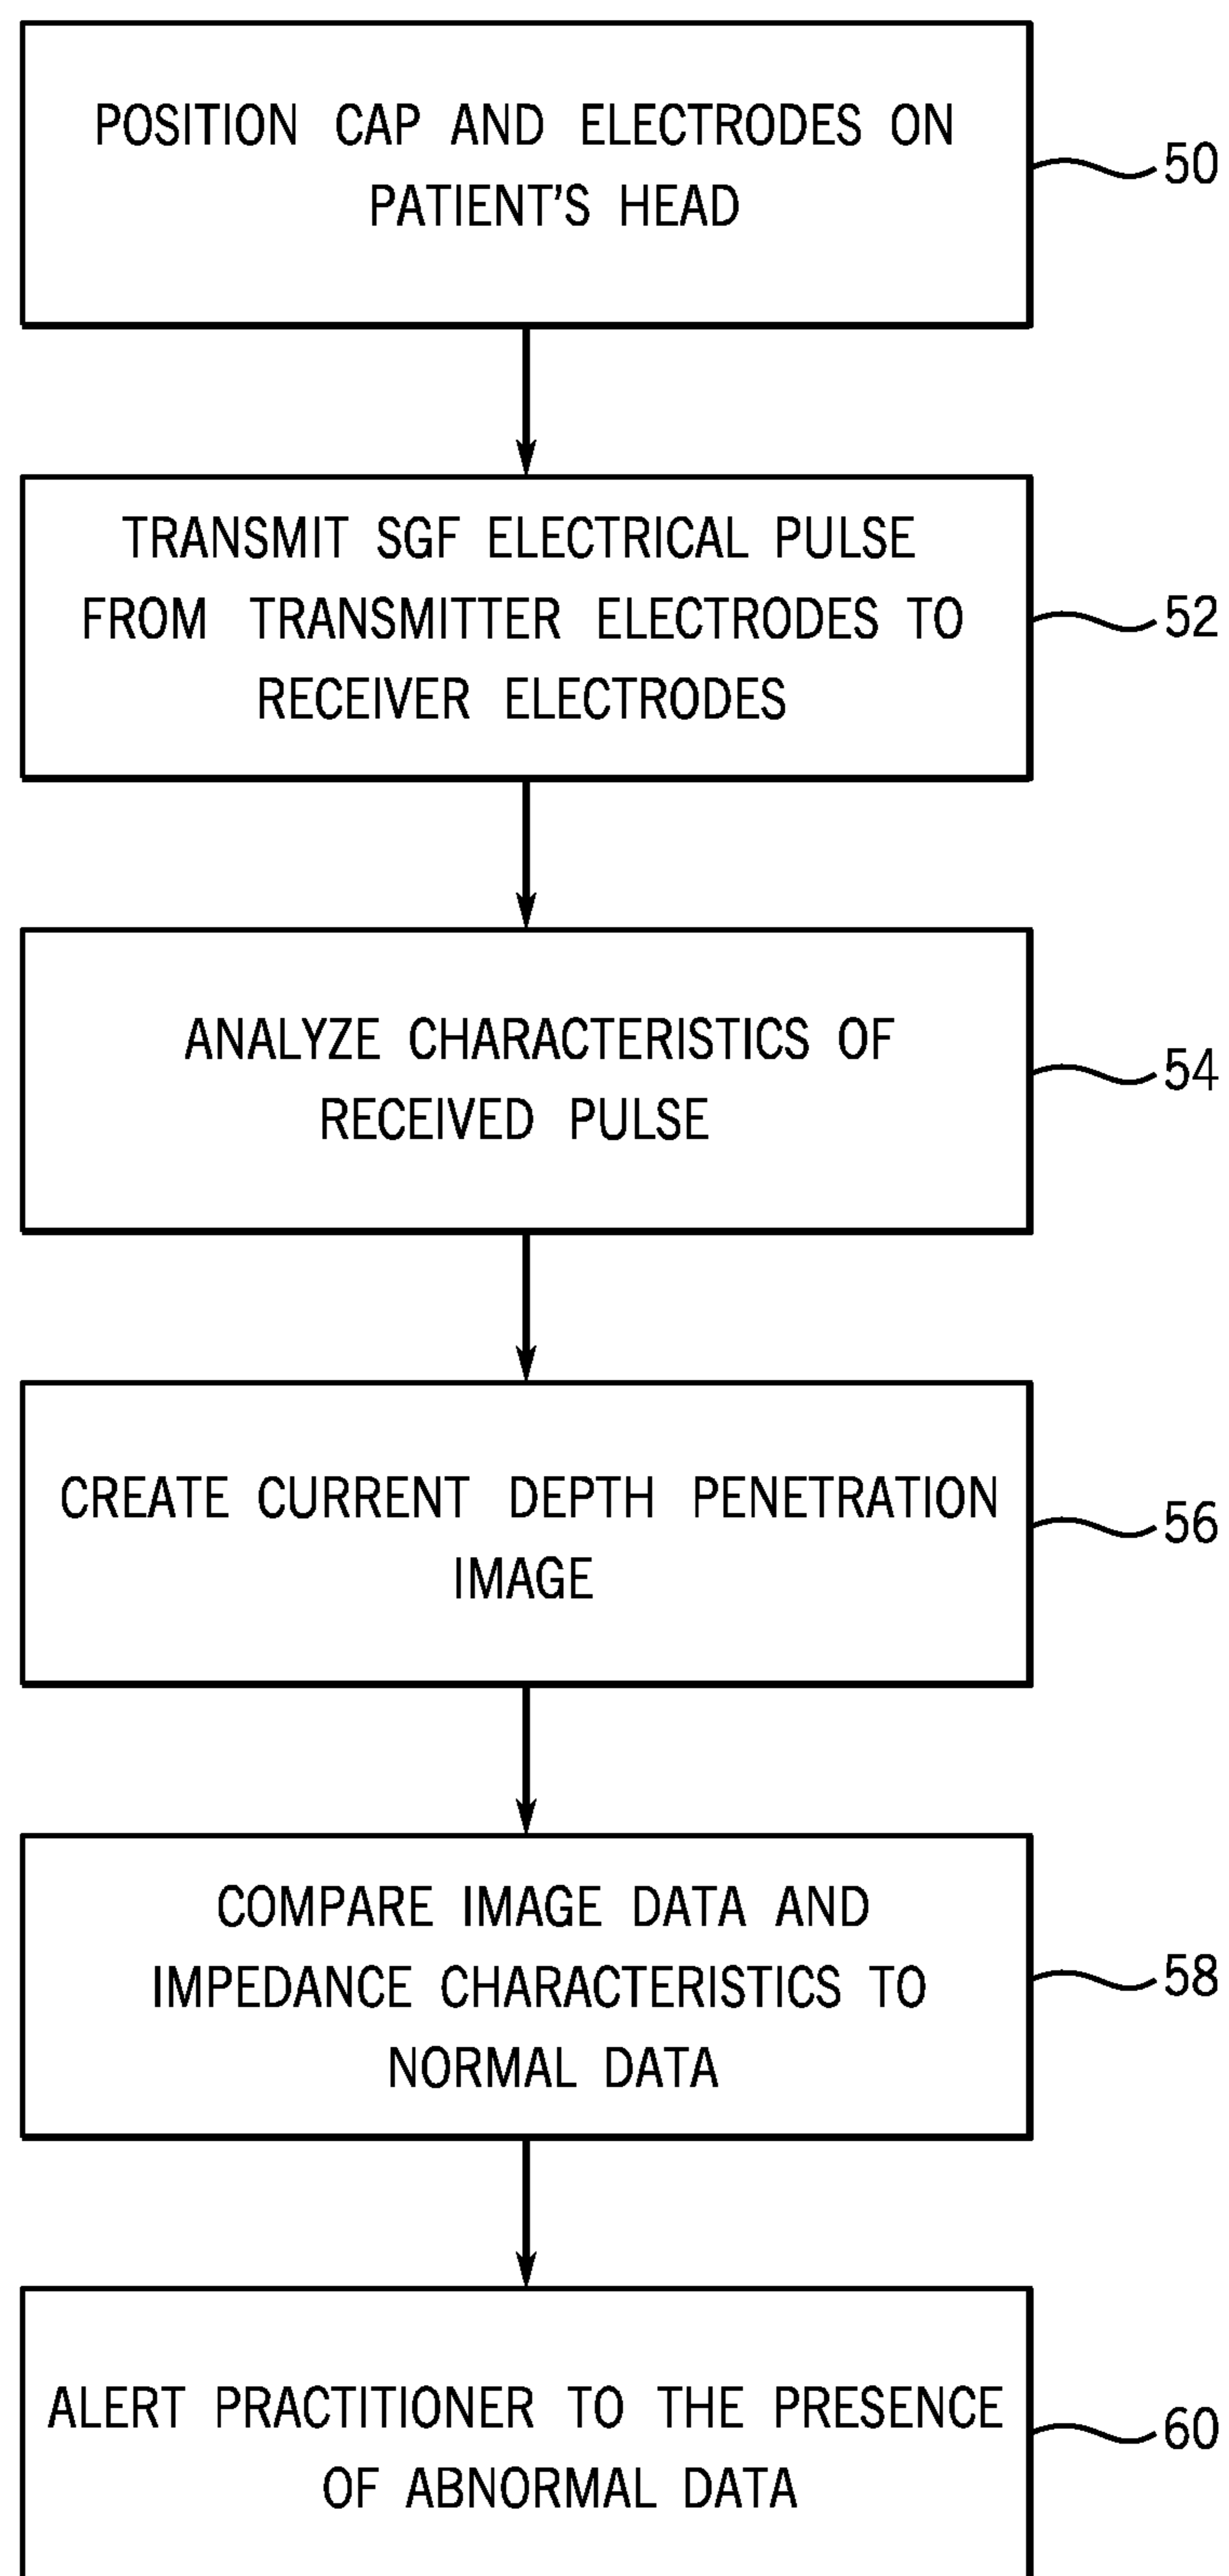 POSITION CAP AND ELECTRODES ON
PATIENT'S HEAD
50
TRANSMIT SGF ELECTRICAL PULSE
FROM TRANSMITTER ELECTRODES TO
RECEIVER ELECTRODES
52
ANALYZE CHARACTERISTICS OF
RECEIVED PULSE
54
CREATE CURRENT DEPTH PENETRATION
IMAGE
56
COMPARE IMAGE DATA AND
IMPEDANCE CHARACTERISTICS TO
NORMAL DATA
58
ALERT PRACTITIONER TO THE PRESENCE
OF ABNORMAL DATA
60